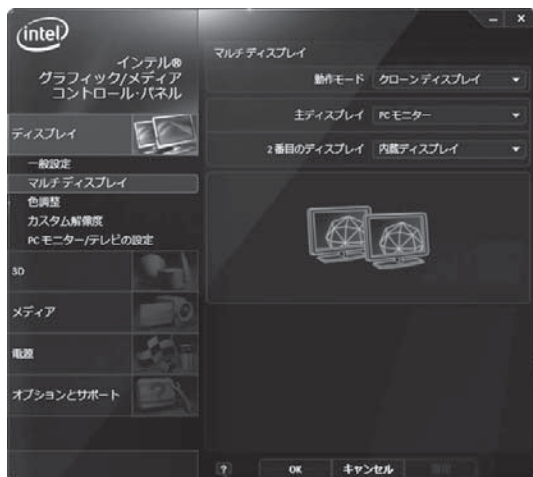 intel
インテル®
グラフィック/メディア
コントロール・パネル
ディスプレイ
一般設定
マルチディスプレイ
色調整
カスタム解像度
PC モニター/テレビの設定
3D
メディア
電源
オプションとサポート
マルチディスプレイ
動作モード クローンディスプレイ
主ディスプレイ PC モニター
2 番目のディスプレイ 内蔵ディスプレイ
? OK キャンセル